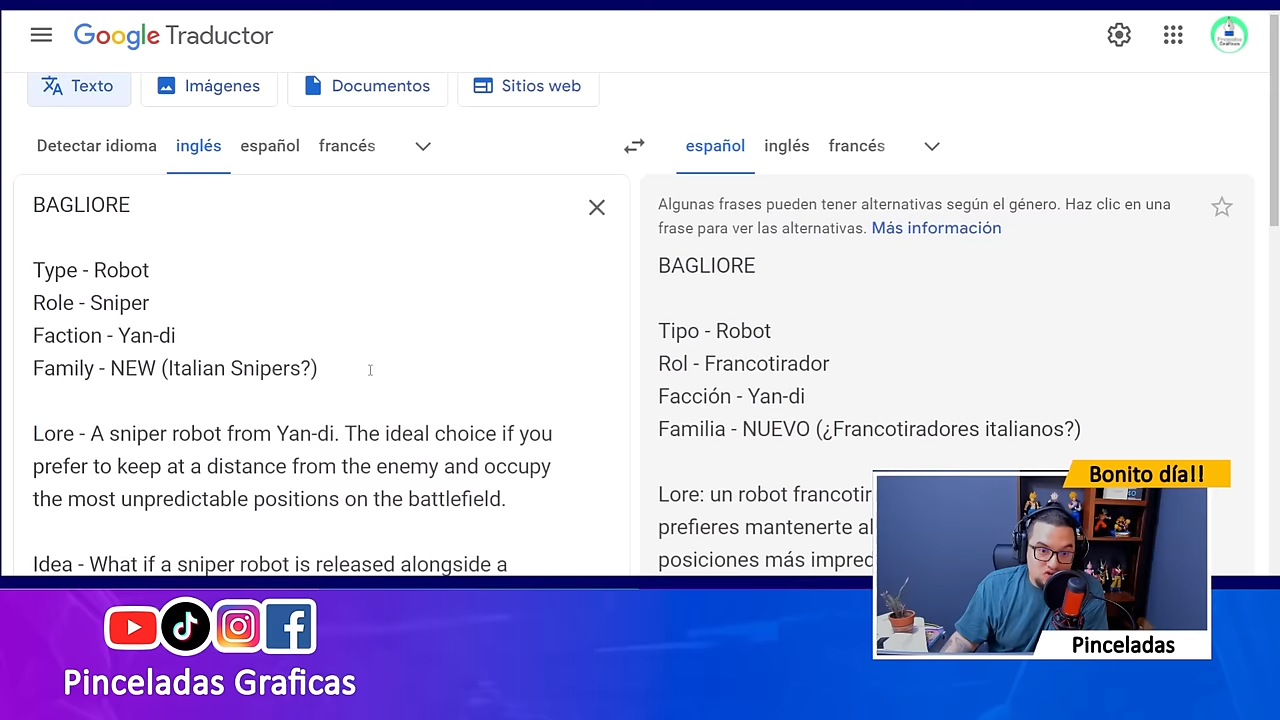 Google Traductor
Texto
Imágenes
Documentos
Sitios web
Detectar idioma inglés español francés
español inglés francés
BAGLIORE
Type - Robot
Role - Sniper
Faction - Yan-di
Family - NEW (Italian Snipers?)
Lore - A sniper robot from Yan-di. The ideal choice if you
prefer to keep at a distance from the enemy and occupy
the most unpredictable positions on the battlefield.
Idea - What if a sniper robot is released alongside a
Algunas frases pueden tener alternativas según el género. Haz clic en una
frase para ver las alternativas. Más información
BAGLIORE
Tipo - Robot
Rol - Francotirador
Facción - Yan-di
Familia - NUEVO (¿Francotiradores italianos?)
Lore: un robot francotir
prefieres mantenerte al
posiciones más impred
Bonito día!!
Pinceladas
Pinceladas Graficas